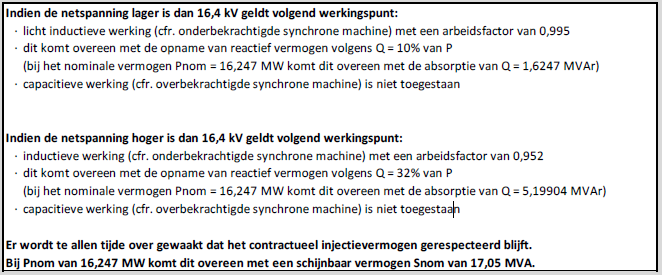 Indien de netspanning lager is dan 16,4 kV geldt volgend werkingspunt:
· licht inductieve werking (cfr. onderbekrachtigde synchrone machine) met een arbeidsfactor van 0,995
· dit komt overeen met de opname van reactief vermogen volgens Q = 10% van P
(bij het nominale vermogen Pnom = 16,247 MW komt dit overeen met de absorptie van Q = 1,6247 MVAr)
· capacitieve werking (cfr. overbekrachtigde synchrone machine) is niet toegestaan
Indien de netspanning hoger is dan 16,4 kV geldt volgend werkingspunt:
· inductieve werking (cfr. onderbekrachtigde synchrone machine) met een arbeidsfactor van 0,952
· dit komt overeen met de opname van reactief vermogen volgens Q = 32% van P
(bij het nominale vermogen Pnom = 16,247 MW komt dit overeen met de absorptie van Q = 5,19904 MVAr)
· capacitieve werking (cfr. overbekrachtigde synchrone machine) is niet toegestaan
Er wordt te allen tijde over gewaakt dat het contractueel injectievermogen gerespecteerd blijft.
Bij Pnom van 16,247 MW komt dit overeen met een schijnbaar vermogen Snom van 17,05 MVA.